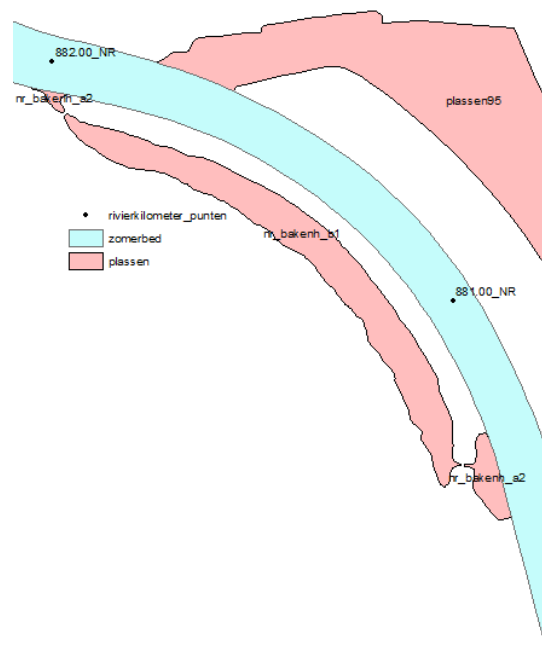 882.00_NR
nr_bakenh_a2
plassen95
rivierkilometer_punten
zomerbed
plassen
nr_bakenh_b1
881.00_NR
nr_bakenh_a2